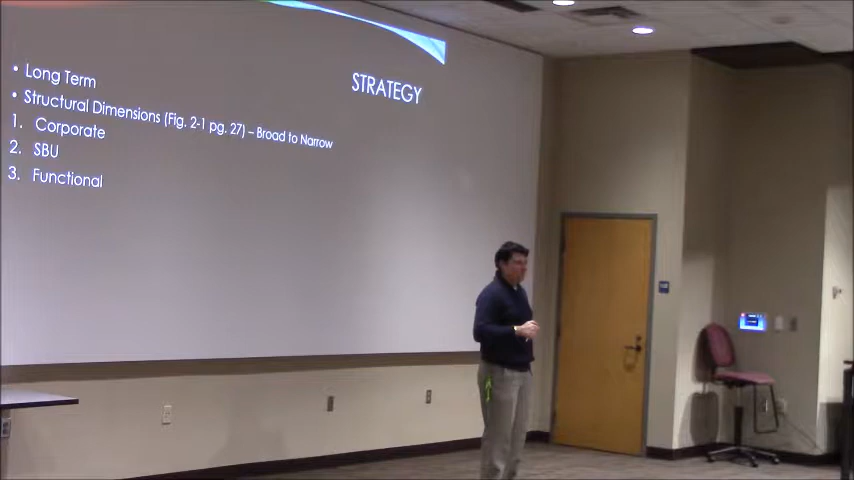 STRATEGY
• Long Term
• Structural Dimensions (Fig. 2-1 pg. 27) – Broad to Narrow
1. Corporate
2. SBU
3. Functional